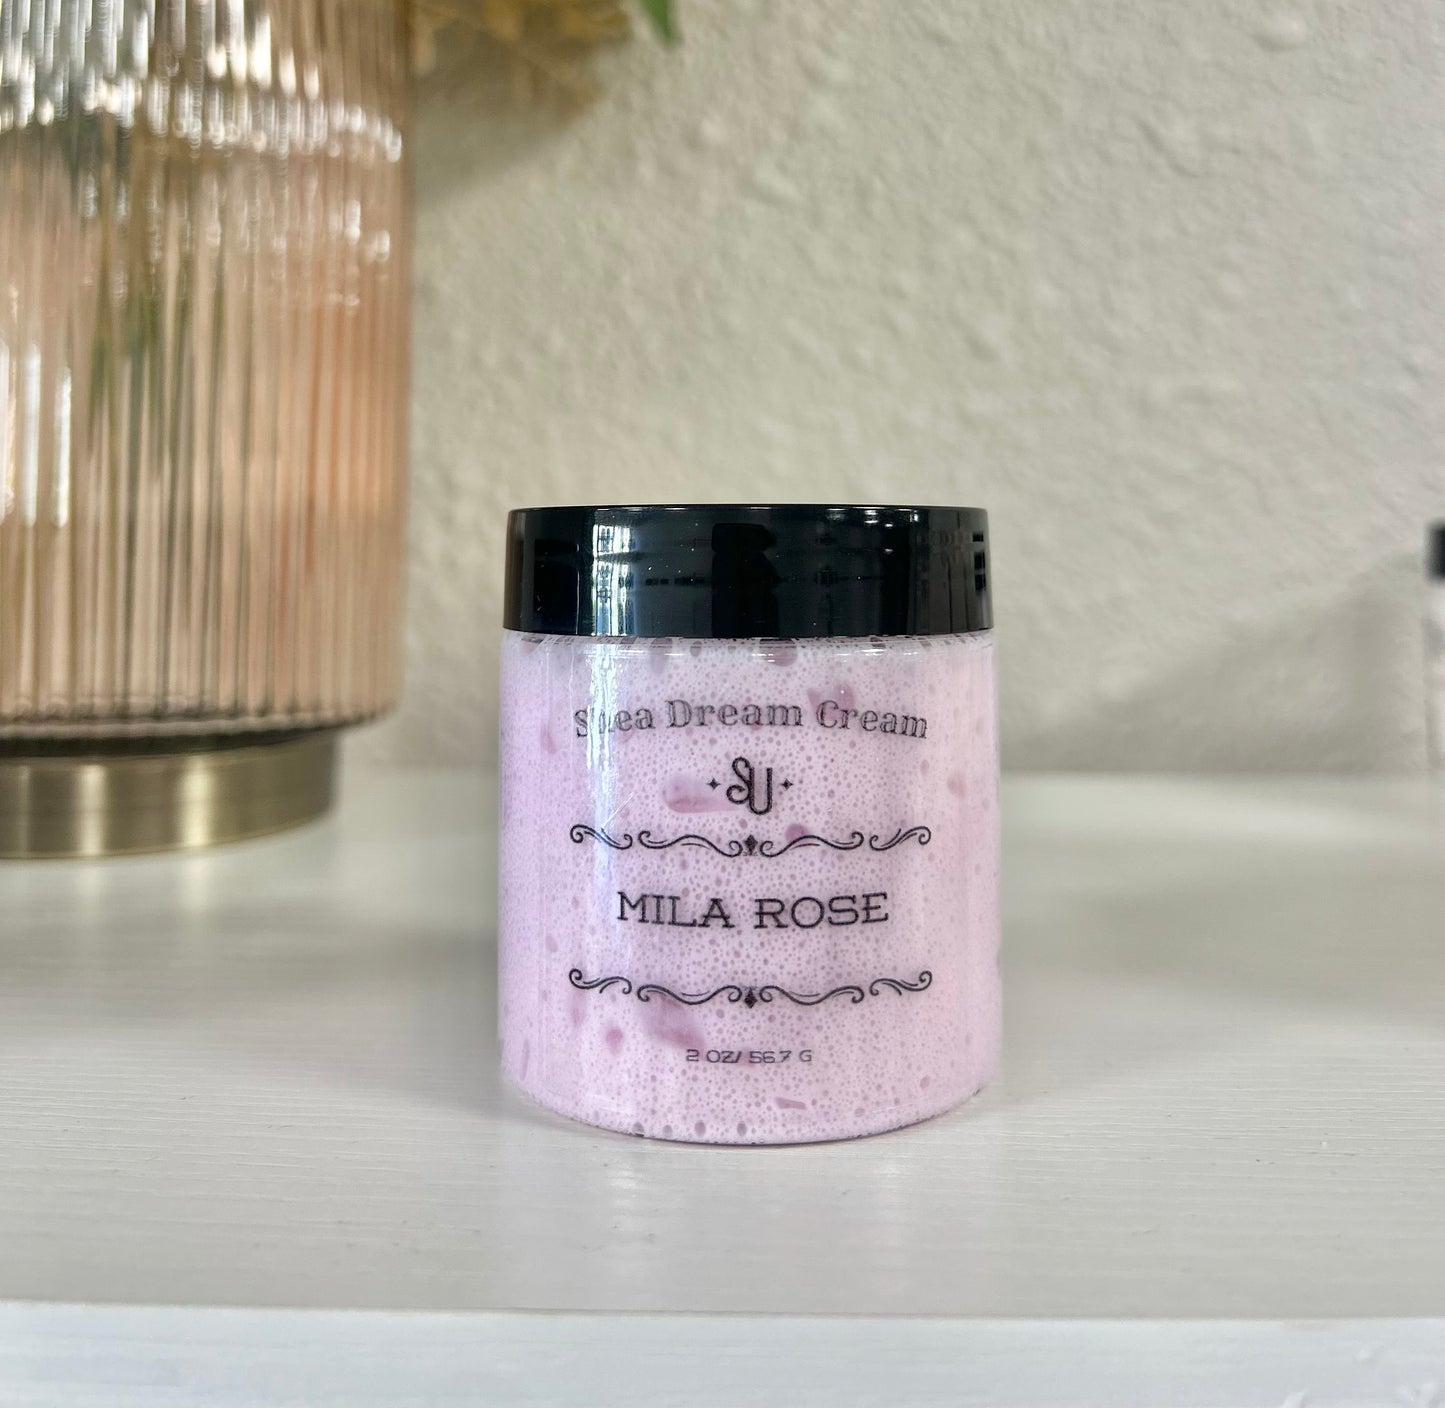 Shea Dream Cream
SU
MILA ROSE
2 OZ/ 56.7 G